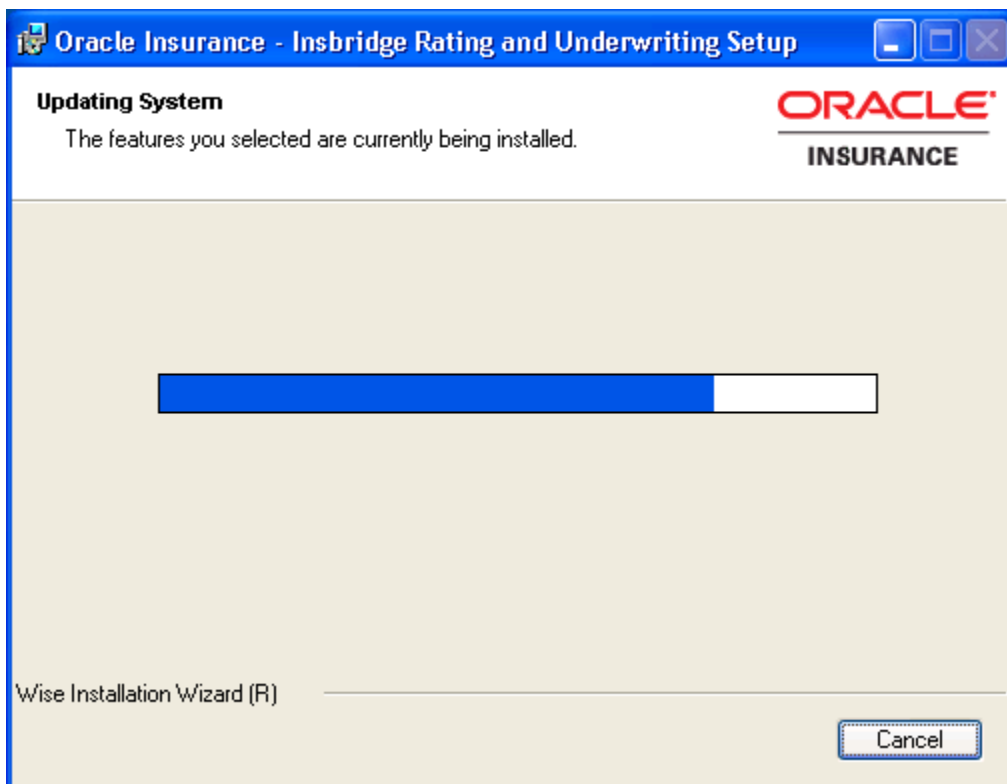 Oracle Insurance - Insbridge Rating and Underwriting Setup
Updating System
The features you selected are currently being installed.
ORACLE®
INSURANCE
Wise Installation Wizard (R)
Cancel